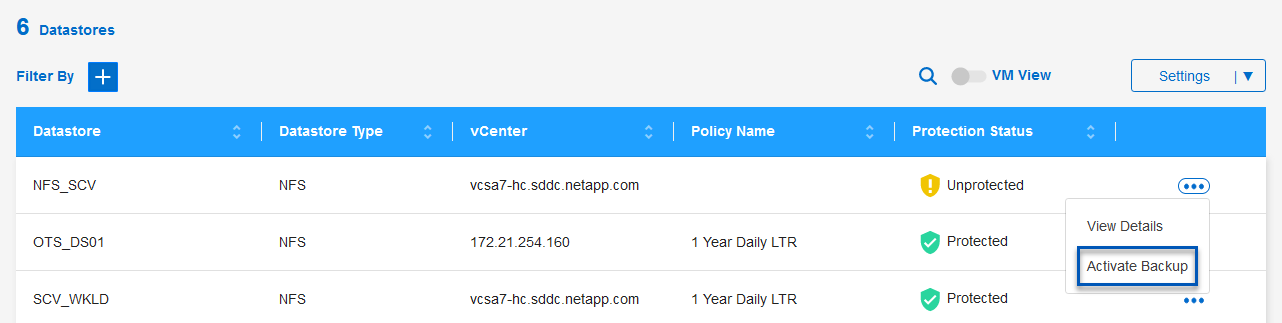 6 Datastores
Filter By VM View Settings
Datastore Datastore Type vCenter Policy Name Protection Status
NFS_SCV NFS vcsa7-hc.sddc.netapp.com Unprotected
View Details
OTS_DS01 NFS 172.21.254.160 1 Year Daily LTR Protected
Activate Backup
SCV_WKLD NFS vcsa7-hc.sddc.netapp.com 1 Year Daily LTR Protected